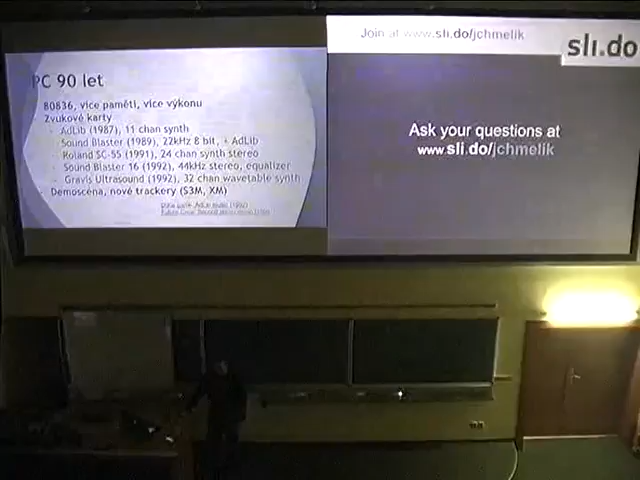 PC 90 let
80836, více paměti, více výkonu
Zvukové karty
AdLib (1987), 11 chan synth
Sound Blaster (1989), 22kHz 8 bit, + AdLib
Roland SC-55 (1991), 24 chan synth stereo
Sound Blaster 16 (1992), 44kHz stereo, equalizer
Gravis Ultrasound (1992), 32 chan wavetable synth
Demoscéna, nové trackery (S3M, XM)
Join at www.sli.do/jchmelik
sli.do
Ask your questions at
www.sli.do/jchmelik